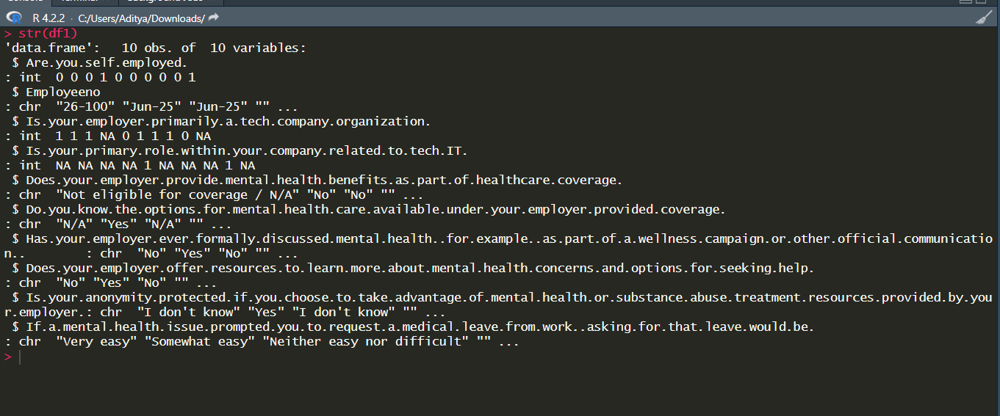 R 4.2.2 · C:/Users/Aditya/Downloads/
> str(df1)
'data.frame':   10 obs. of  10 variables:
 $ Are.you.self.employed.
: int  0 0 0 1 0 0 0 0 0 1
 $ Employeeno
: chr  "26-100" "Jun-25" "Jun-25" "" ...
 $ Is.your.employer.primarily.a.tech.company.organization.
: int  1 1 1 NA 0 1 1 1 0 NA
 $ Is.your.primary.role.within.your.company.related.to.tech.IT.
: int  NA NA NA NA 1 NA NA NA 1 NA
 $ Does.your.employer.provide.mental.health.benefits.as.part.of.healthcare.coverage.
: chr  "Not eligible for coverage / N/A" "No" "No" "" ...
 $ Do.you.know.the.options.for.mental.health.care.available.under.your.employer.provided.coverage.
: chr  "N/A" "Yes" "N/A" "" ...
 $ Has.your.employer.ever.formally.discussed.mental.health..for.example..as.part.of.a.wellness.campaign.or.other.official.communicatio
n..         : chr  "No" "Yes" "No" "" ...
 $ Does.your.employer.offer.resources.to.learn.more.about.mental.health.concerns.and.options.for.seeking.help.
: chr  "No" "Yes" "No" "" ...
 $ Is.your.anonymity.protected.if.you.choose.to.take.advantage.of.mental.health.or.substance.abuse.treatment.resources.provided.by.you
r.employer.: chr  "I don't know" "Yes" "I don't know" "" ...
 $ If.a.mental.health.issue.prompted.you.to.request.a.medical.leave.from.work..asking.for.that.leave.would.be.
: chr  "Very easy" "Somewhat easy" "Neither easy nor difficult" "" ...
>